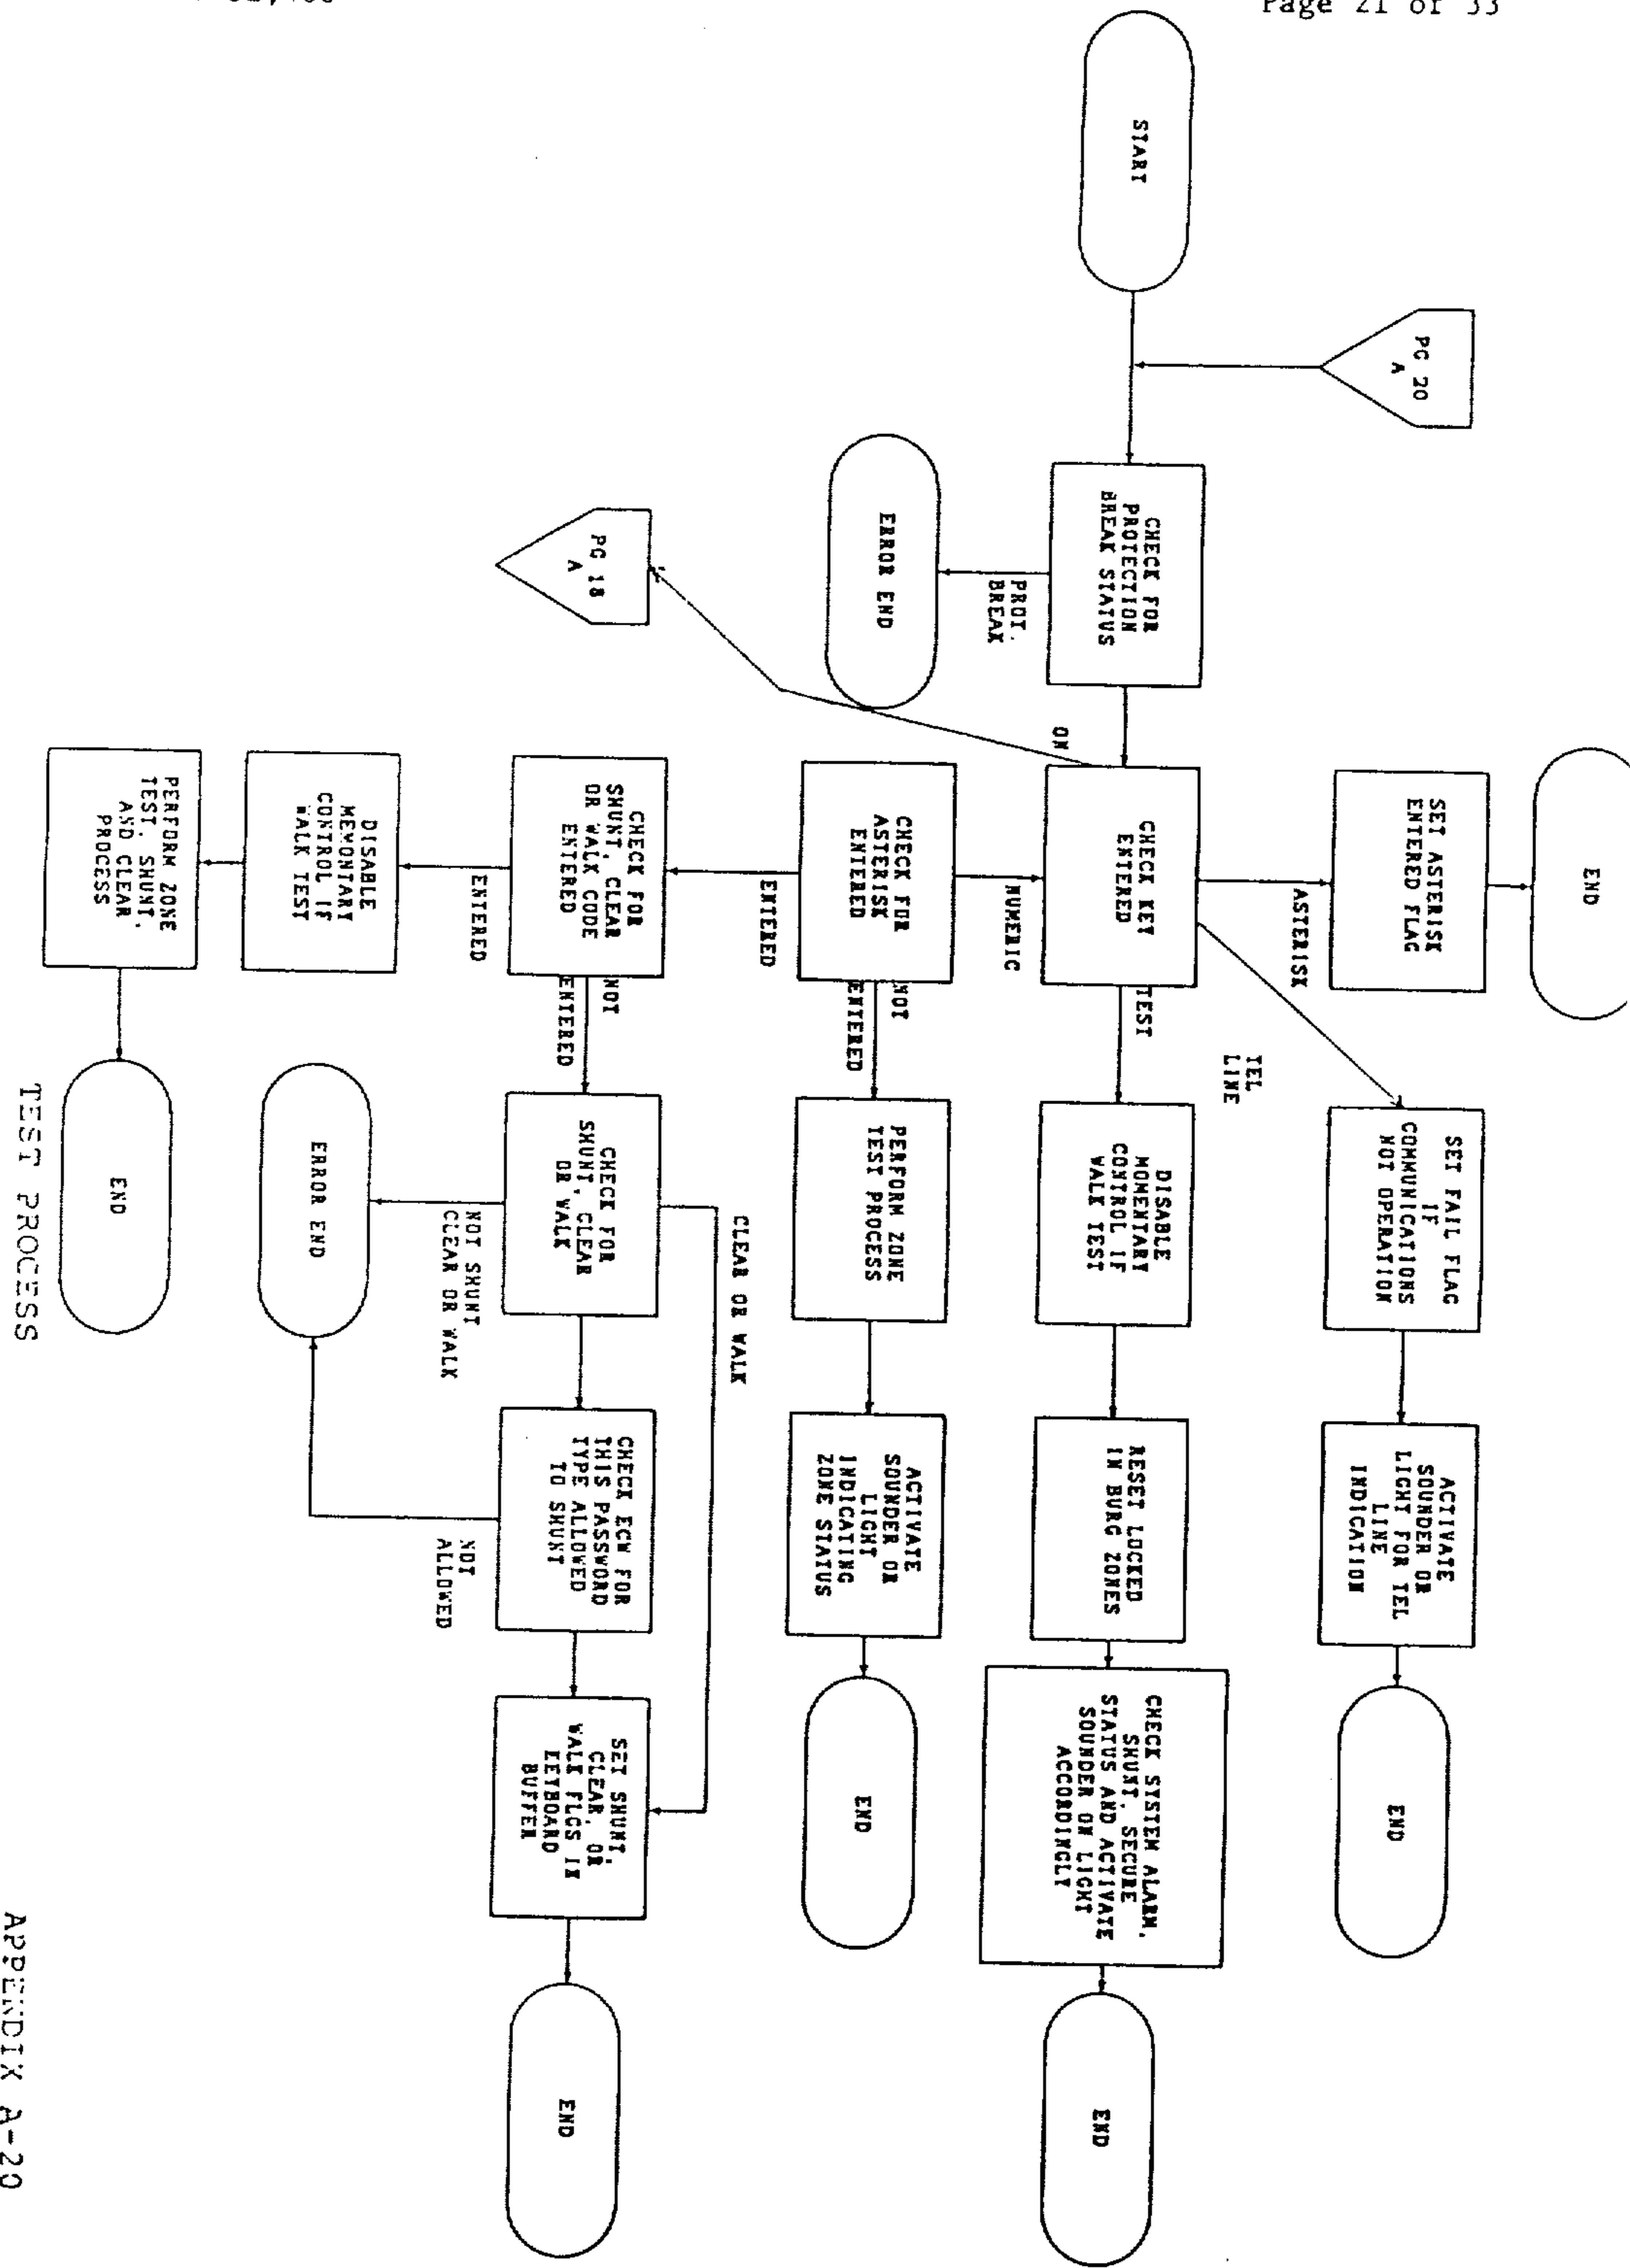 Page 21 of 33
START
PG 20
A
CHECK FOR
PROTECTION
BREAK STATUS
PROT.
BREAK
ERROR END
PG 18
A
ON
CHECK KEY
ENTERED
ASTERISK
SET ASTERISK
ENTERED FLAG
END
TEL
LINE
SET FAIL FLAG
IF
COMMUNICATIONS
NOT OPERATION
ACTIVATE
SOUNDER OR
LIGHT FOR TEL
LINE
INDICATION
END
TEST
DISABLE
MOMENTARY
CONTROL IF
WALK TEST
RESET LOCKED
IN BURG ZONES
CHECK SYSTEM ALARM,
SHUNT, SECURE
STATUS AND ACTIVATE
SOUNDER OR LIGHT
ACCORDINGLY
END
NUMERIC
CHECK FOR
ASTERISK
ENTERED
NOT
ENTERED
PERFORM ZONE
TEST PROCESS
ACTIVATE
SOUNDER OR
LIGHT
INDICATING
ZONE STATUS
END
ENTERED
CHECK FOR
SHUNT, CLEAR
OR WALK CODE
ENTERED
NOT
ENTERED
CHECK FOR
SHUNT, CLEAR
OR WALK
CLEAR OR WALK
NOT SHUNT
CLEAR OR WALK
ERROR END
CHECK ECW FOR
THIS PASSWORD
TYPE ALLOWED
TO SHUNT
NOT
ALLOWED
SET SHUNT,
CLEAR, OR
WALK FLGS IN
KEYBOARD
BUFFER
END
ENTERED
DISABLE
MEMONTARY
CONTROL IF
WALK TEST
PERFORM ZONE
TEST, SHUNT,
AND CLEAR
PROCESS
END
TEST PROCESS
APPENDIX A-20